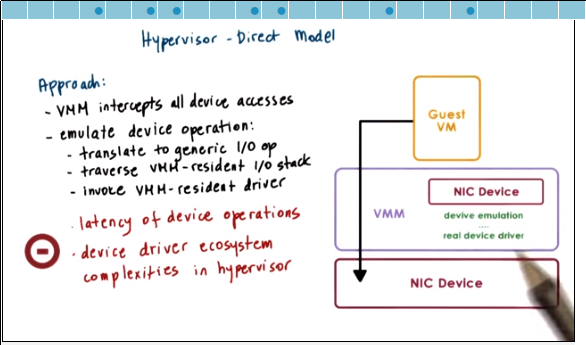 Hypervisor - Direct Model
Approach:
- VMM intercepts all device accesses
- emulate device operation:
- translate to generic I/O op
- traverse VMM-resident I/O stack
- invoke VMM-resident driver
· latency of device operations
· device driver ecosystem
complexities in hypervisor
Guest
VM
VMM
NIC Device
devive emulation
....
real device driver
NIC Device